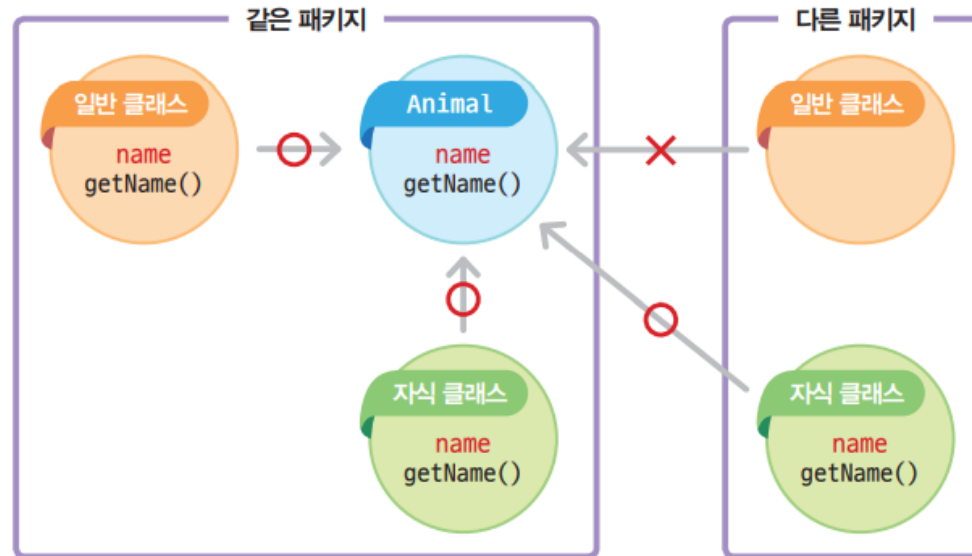 같은 패키지
다른 패키지
일반 클래스
name
getName()
Animal
name
getName()
일반 클래스
자식 클래스
name
getName()
자식 클래스
name
getName()